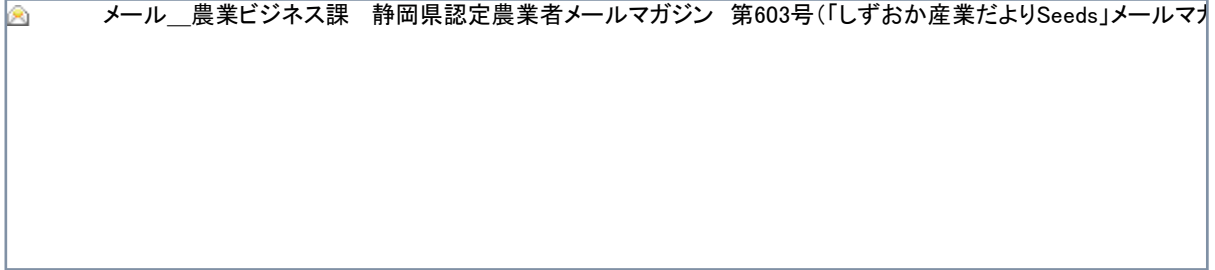 メール__農業ビジネス課　静岡県認定農業者メールマガジン　第603号（「しずおか産業だよりSeeds」メールマガ